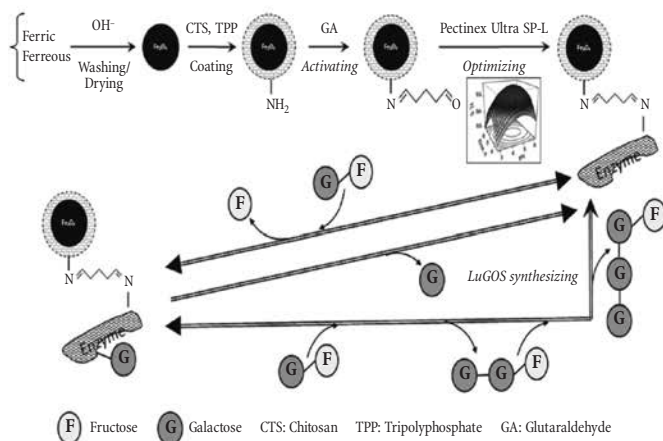 Ferric
Ferreous
OH⁻
Washing/
Drying
Fe₃O₄
CTS, TPP
Coating
Fe₃O₄
NH₂
GA
Activating
Fe₃O₄
N
O
Pectinex Ultra SP-L
Optimizing
Fe₃O₄
N
N
Enzyme
Fe₃O₄
N
N
Enzyme
G
F
G
F
G
LuGOS synthesizing
G
F
G
G
G
F
G
G
F
F Fructose G Galactose CTS: Chitosan TPP: Tripolyphosphate GA: Glutaraldehyde